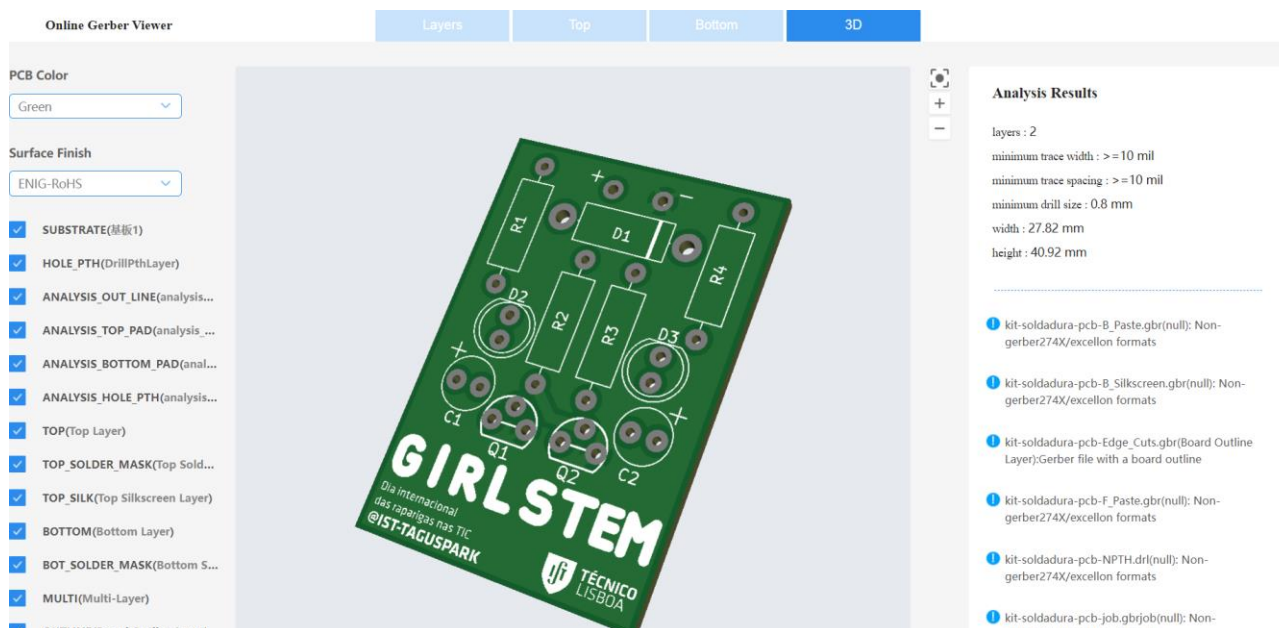 Online Gerber Viewer
Layers
Top
Bottom
3D
PCB Color
Green
Surface Finish
ENIG-RoHS
SUBSTRATE(基板1)
HOLE_PTH(DrillPthLayer)
ANALYSIS_OUT_LINE(analysis...
ANALYSIS_TOP_PAD(analysis_...
ANALYSIS_BOTTOM_PAD(anal...
ANALYSIS_HOLE_PTH(analysis...
TOP(Top Layer)
TOP_SOLDER_MASK(Top Sold...
TOP_SILK(Top Silkscreen Layer)
BOTTOM(Bottom Layer)
BOT_SOLDER_MASK(Bottom S...
MULTI(Multi-Layer)
+
-
R1
D1
R4
D2
R2
R3
D3
+
+
C1
Q1
Q2
C2
GIRL
STEM
Dia internacional
das raparigas nas TIC
@IST-TAGUSPARK
TÉCNICO
LISBOA
Analysis Results
layers : 2
minimum trace width : >=10 mil
minimum trace spacing : >=10 mil
minimum drill size : 0.8 mm
width : 27.82 mm
height : 40.92 mm
kit-soldadura-pcb-B_Paste.gbr(null): Non-
gerber274X/excellon formats
kit-soldadura-pcb-B_Silkscreen.gbr(null): Non-
gerber274X/excellon formats
kit-soldadura-pcb-Edge_Cuts.gbr(Board Outline
Layer):Gerber file with a board outline
kit-soldadura-pcb-F_Paste.gbr(null): Non-
gerber274X/excellon formats
kit-soldadura-pcb-NPTH.drl(null): Non-
gerber274X/excellon formats
kit-soldadura-pcb-job.gbrjob(null): Non-